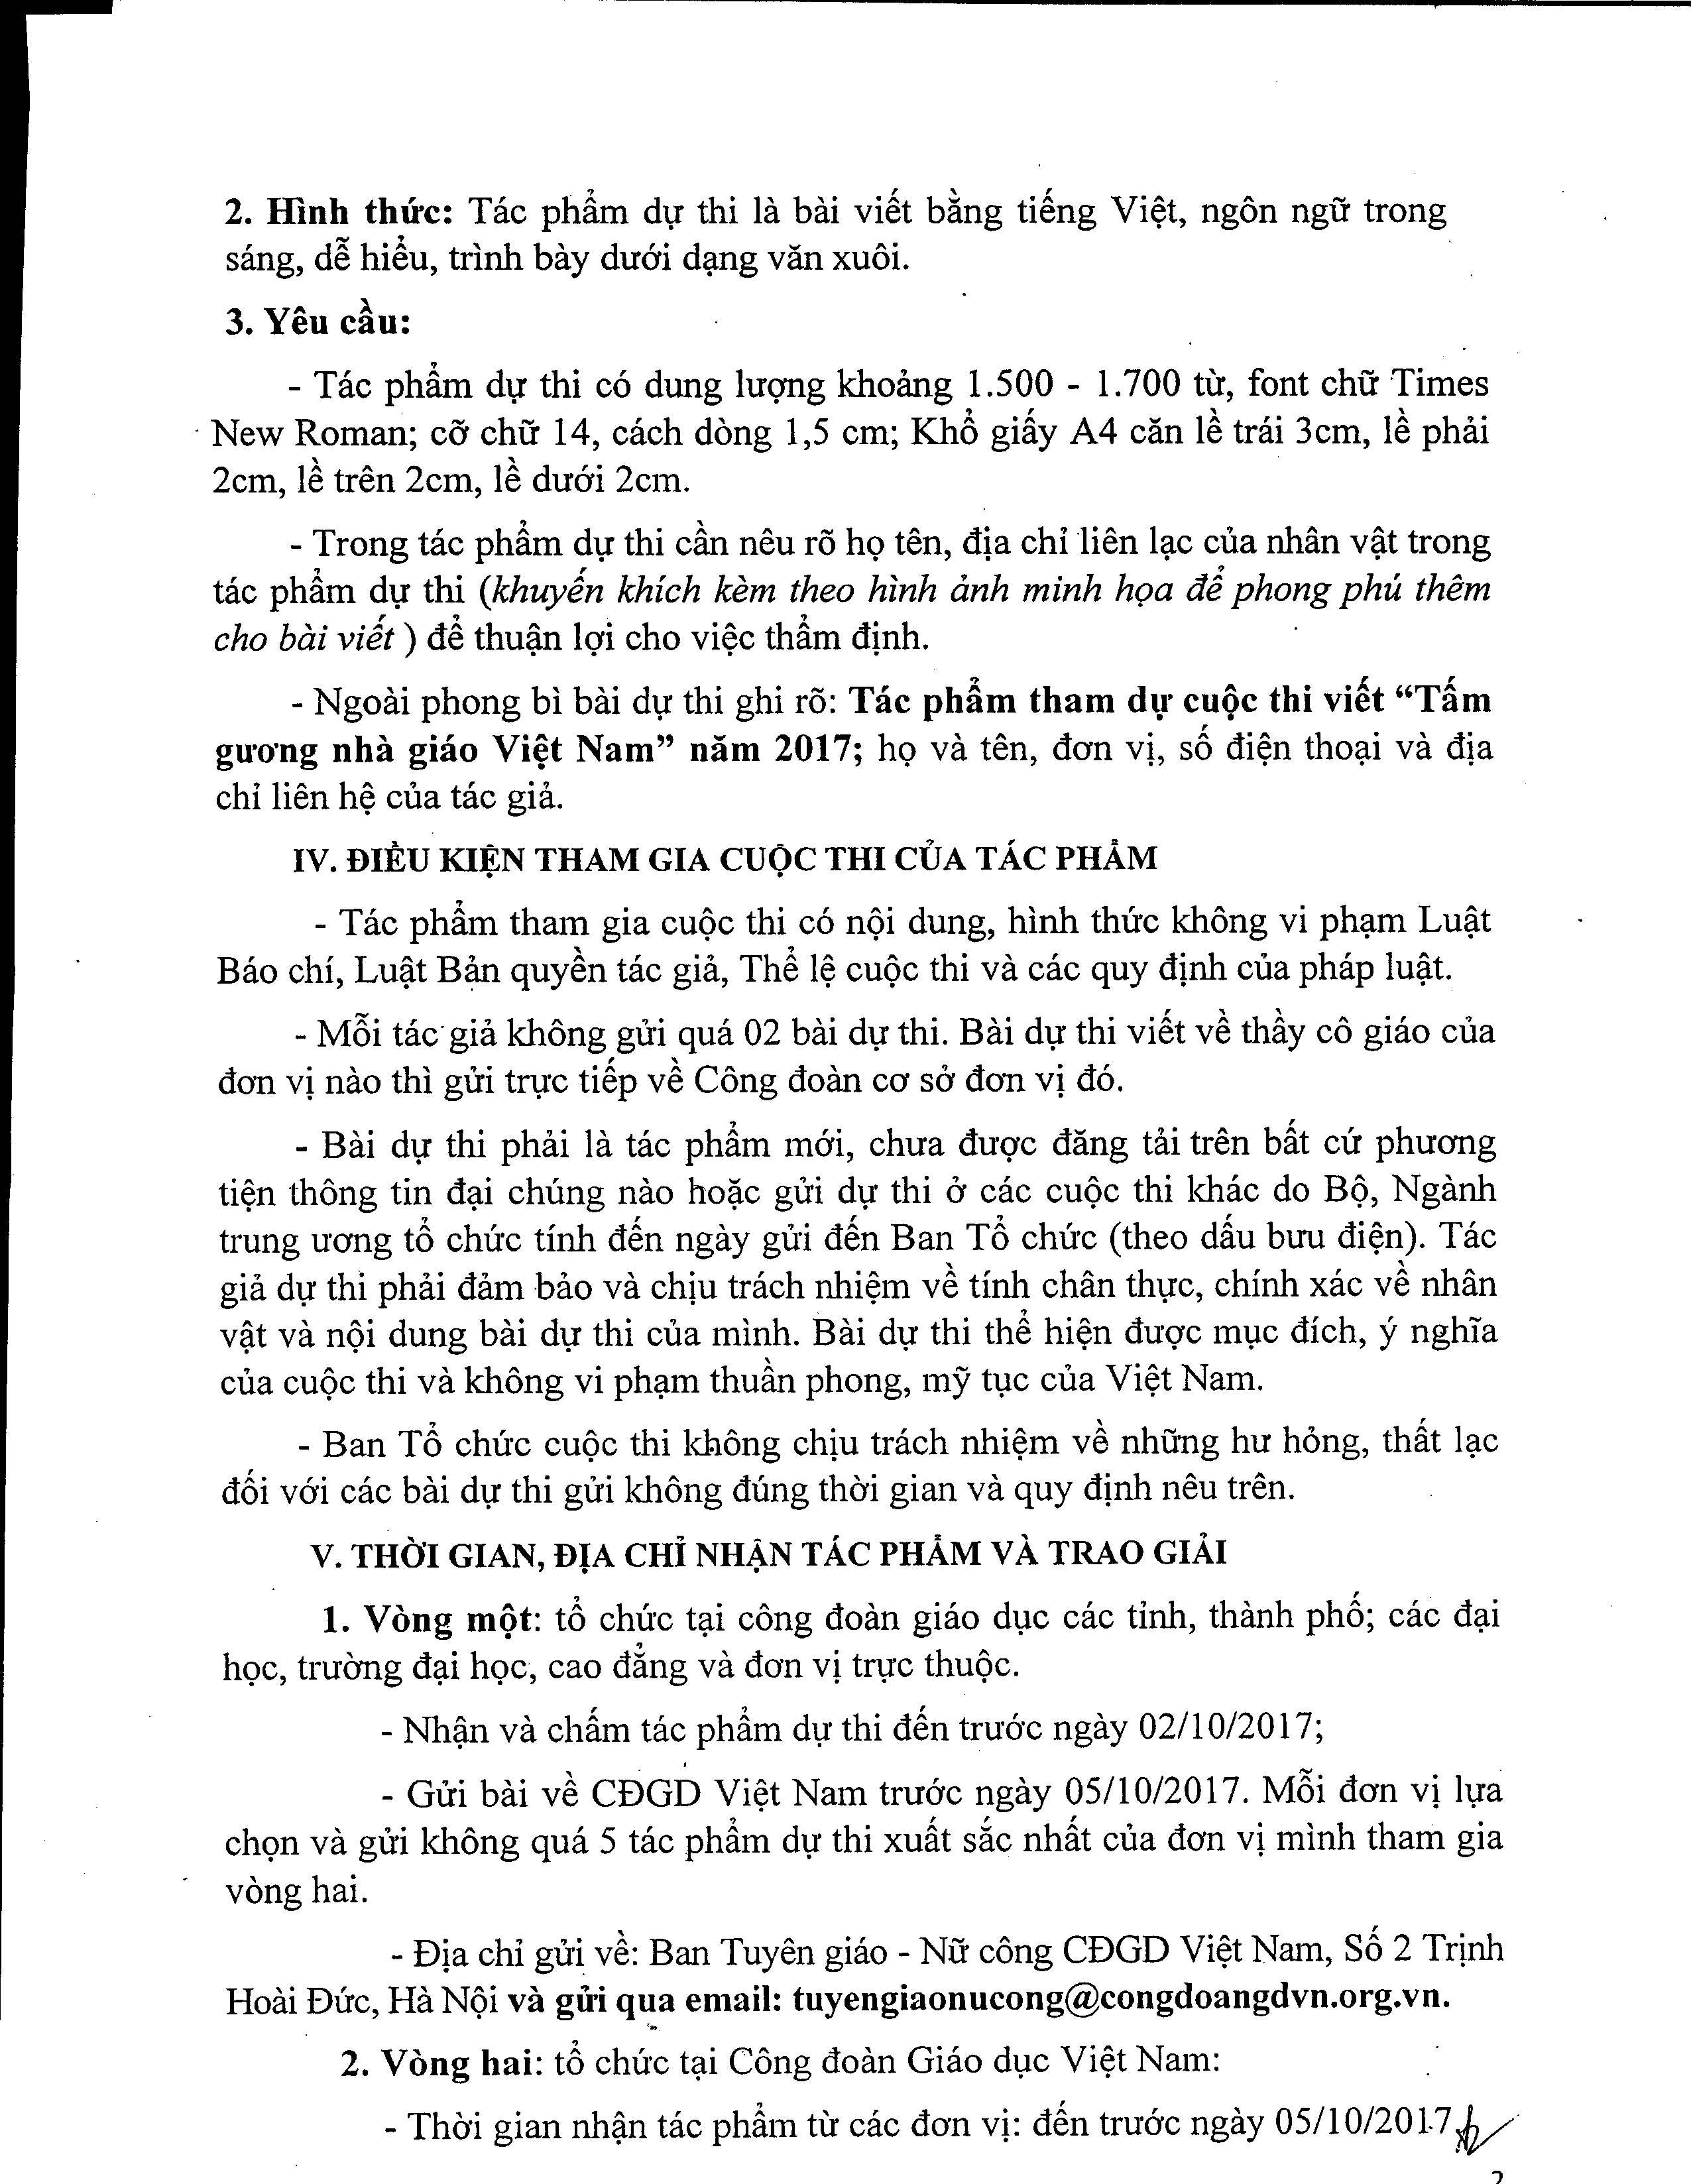 2. Hình thức: Tác phẩm dự thi là bài viết bằng tiếng Việt, ngôn ngữ trong
sáng, dễ hiểu, trình bày dưới dạng văn xuôi.
3. Yêu cầu:
- Tác phẩm dự thi có dung lượng khoảng 1.500 - 1.700 từ, font chữ Times
New Roman; cỡ chữ 14, cách dòng 1,5 cm; Khổ giấy A4 căn lề trái 3cm, lề phải
2cm, lề trên 2cm, lề dưới 2cm.
- Trong tác phẩm dự thi cần nêu rõ họ tên, địa chỉ liên lạc của nhân vật trong
tác phẩm dự thi (khuyến khích kèm theo hình ảnh minh họa để phong phú thêm
cho bài viết ) để thuận lợi cho việc thẩm định.
- Ngoài phong bì bài dự thi ghi rõ: Tác phẩm tham dự cuộc thi viết “Tấm
gương nhà giáo Việt Nam” năm 2017; họ và tên, đơn vị, số điện thoại và địa
chỉ liên hệ của tác giả.
IV. ĐIỀU KIỆN THAM GIA CUỘC THI CỦA TÁC PHẨM
- Tác phẩm tham gia cuộc thi có nội dung, hình thức không vi phạm Luật
Báo chí, Luật Bản quyền tác giả, Thể lệ cuộc thi và các quy định của pháp luật.
- Mỗi tác giả không gửi quá 02 bài dự thi. Bài dự thi viết về thầy cô giáo của
đơn vị nào thì gửi trực tiếp về Công đoàn cơ sở đơn vị đó.
- Bài dự thi phải là tác phẩm mới, chưa được đăng tải trên bất cứ phương
tiện thông tin đại chúng nào hoặc gửi dự thi ở các cuộc thi khác do Bộ, Ngành
trung ương tổ chức tính đến ngày gửi đến Ban Tổ chức (theo dấu bưu điện). Tác
giả dự thi phải đảm bảo và chịu trách nhiệm về tính chân thực, chính xác về nhân
vật và nội dung bài dự thi của mình. Bài dự thi thể hiện được mục đích, ý nghĩa
của cuộc thi và không vi phạm thuần phong, mỹ tục của Việt Nam.
- Ban Tổ chức cuộc thi không chịu trách nhiệm về những hư hỏng, thất lạc
đối với các bài dự thi gửi không đúng thời gian và quy định nêu trên.
V. THỜI GIAN, ĐỊA CHỈ NHẬN TÁC PHẨM VÀ TRAO GIẢI
1. Vòng một: tổ chức tại công đoàn giáo dục các tỉnh, thành phố; các đại
học, trường đại học, cao đẳng và đơn vị trực thuộc.
- Nhận và chấm tác phẩm dự thi đến trước ngày 02/10/2017;
- Gửi bài về CĐGD Việt Nam trước ngày 05/10/2017. Mỗi đơn vị lựa
chọn và gửi không quá 5 tác phẩm dự thi xuất sắc nhất của đơn vị mình tham gia
vòng hai.
- Địa chỉ gửi về: Ban Tuyên giáo - Nữ công CĐGD Việt Nam, Số 2 Trịnh
Hoài Đức, Hà Nội và gửi qua email: tuyengiaonucong@congdoangdvn.org.vn.
2. Vòng hai: tổ chức tại Công đoàn Giáo dục Việt Nam:
- Thời gian nhận tác phẩm từ các đơn vị: đến trước ngày 05/10/2017
2